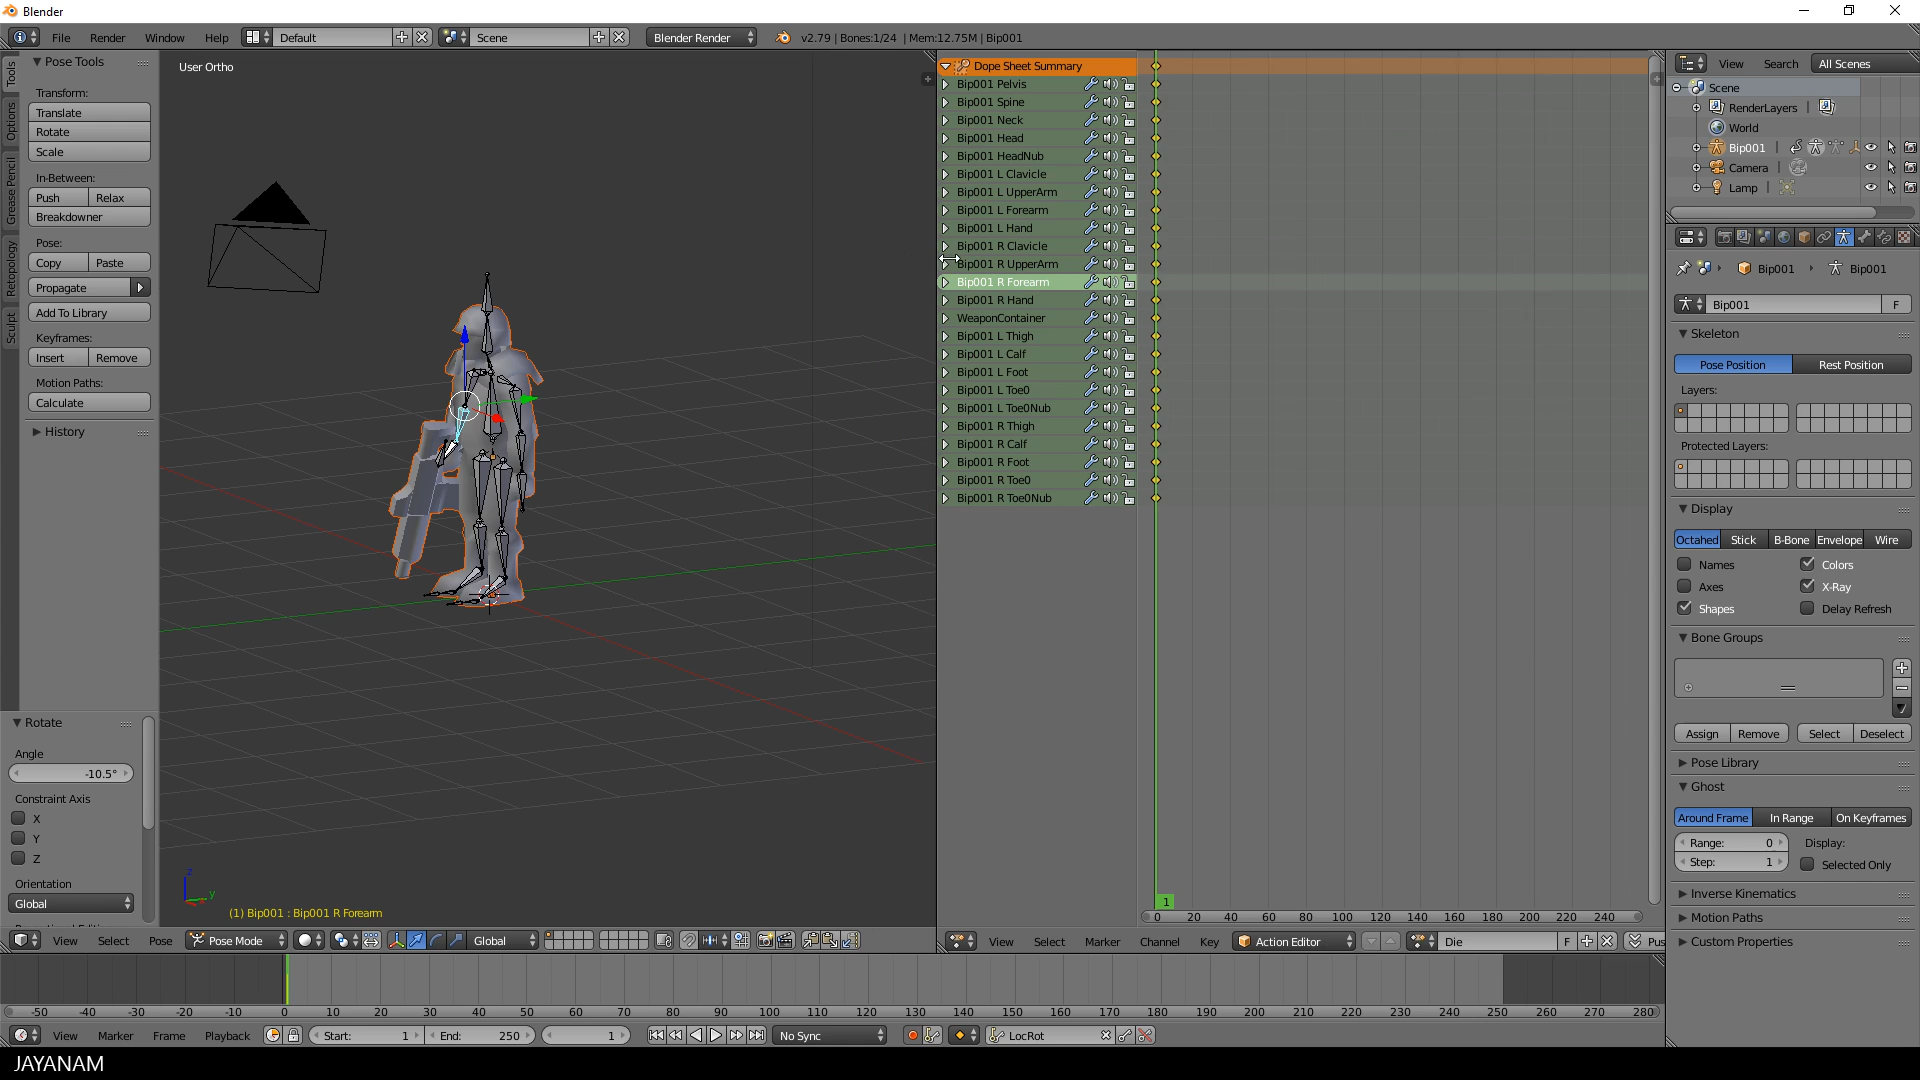 Blender
File Render Window Help Default Scene Blender Render v2.79 | Bones:1/24 | Mem:12.75M | Bip001
Tools
Options
Grease Pencil
Retopology
Sculpt
Pose Tools
Transform:
Translate
Rotate
Scale
In-Between:
Push Relax
Breakdowner
Pose:
Copy Paste
Propagate
Add To Library
Keyframes:
Insert Remove
Motion Paths:
Calculate
History
Rotate
Angle
-10.5°
Constraint Axis
X
Y
Z
Orientation
Global
User Ortho
z
y
(1) Bip001 : Bip001 R Forearm
View Select Pose Pose Mode Global
Dope Sheet Summary
Bip001 Pelvis
Bip001 Spine
Bip001 Neck
Bip001 Head
Bip001 HeadNub
Bip001 L Clavicle
Bip001 L UpperArm
Bip001 L Forearm
Bip001 L Hand
Bip001 R Clavicle
Bip001 R UpperArm
Bip001 R Forearm
Bip001 R Hand
WeaponContainer
Bip001 L Thigh
Bip001 L Calf
Bip001 L Foot
Bip001 L Toe0
Bip001 L Toe0Nub
Bip001 R Thigh
Bip001 R Calf
Bip001 R Foot
Bip001 R Toe0
Bip001 R Toe0Nub
1
0 20 40 60 80 100 120 140 160 180 200 220 240
View Select Marker Channel Key Action Editor Die F Pus
View Search All Scenes
Scene
RenderLayers |
World
Bip001 |
Camera |
Lamp |
Bip001 Bip001
Bip001 F
Skeleton
Pose Position Rest Position
Layers:
Protected Layers:
Display
Octahed Stick B-Bone Envelope Wire
Names Colors
Axes X-Ray
Shapes Delay Refresh
Bone Groups
Assign Remove Select Deselect
Pose Library
Ghost
Around Frame In Range On Keyframes
Range: 0 Display:
Step: 1 Selected Only
Inverse Kinematics
Motion Paths
Custom Properties
-50 -40 -30 -20 -10 0 10 20 30 40 50 60 70 80 90 100 110 120 130 140 150 160 170 180 190 200 210 220 230 240 250 260 270 280
View Marker Frame Playback Start: 1 End: 250 1 No Sync LocRot
JAYANAM